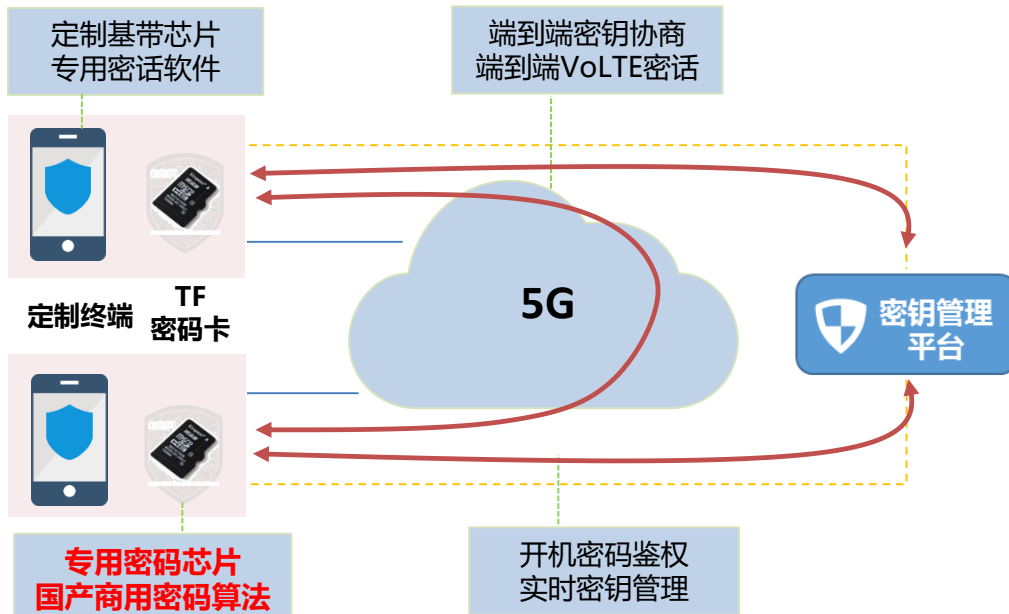 定制基带芯片
专用密话软件
端到端密钥协商
端到端VoLTE密话
定制终端
TF
密码卡
5G
密钥管理
平台
专用密码芯片
国产商用密码算法
开机密码鉴权
实时密钥管理